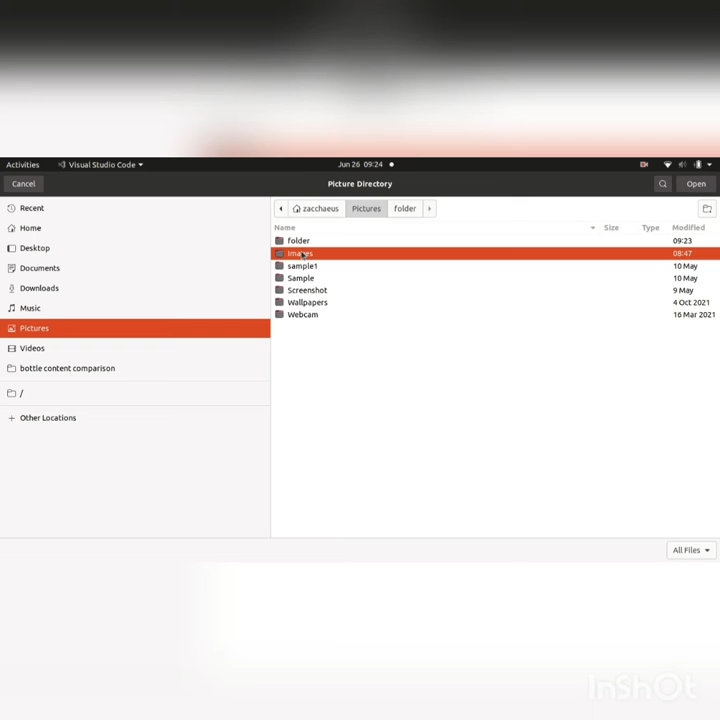 Activities Visual Studio Code Jun 26 09:24
Cancel Picture Directory Open
Recent
Home
Desktop
Documents
Downloads
Music
Pictures
Videos
bottle content comparison
/
+ Other Locations
zacchaeus Pictures folder
Name Size Type Modified
folder 09:23
Images 08:47
sample1 10 May
Sample 10 May
Screenshot 9 May
Wallpapers 4 Oct 2021
Webcam 16 Mar 2021
All Files
InShOt